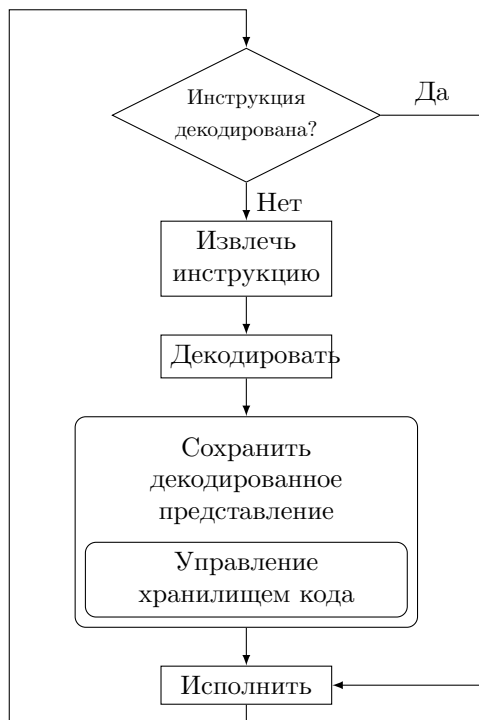 Инструкция
декодирована?
Да
Нет
Извлечь
инструкцию
Декодировать
Сохранить
декодированное
представление
Управление
хранилищем кода
Исполнить